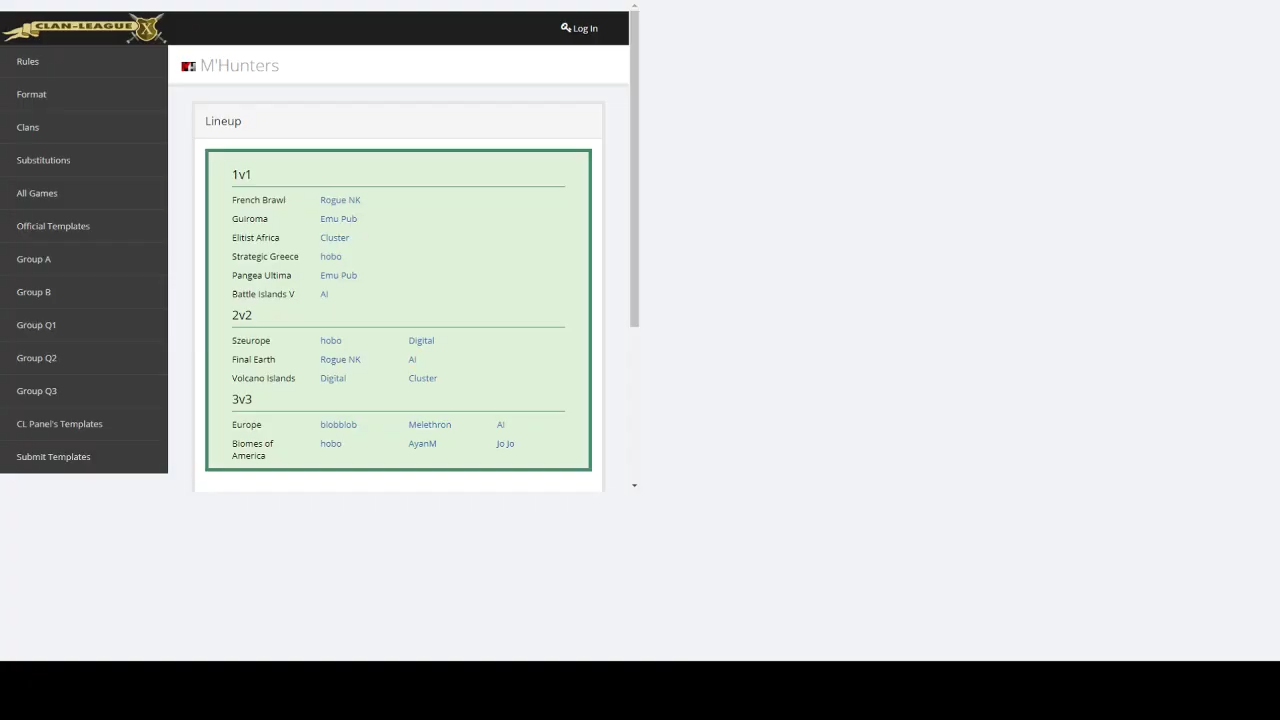 CLAN-LEAGUE X
Log In
Rules
Format
Clans
Substitutions
All Games
Official Templates
Group A
Group B
Group Q1
Group Q2
Group Q3
CL Panel's Templates
Submit Templates
M'Hunters
Lineup
1v1
French Brawl Rogue NK
Guiroma Emu Pub
Elitist Africa Cluster
Strategic Greece hobo
Pangea Ultima Emu Pub
Battle Islands V AI
2v2
Szeurope hobo Digital
Final Earth Rogue NK AI
Volcano Islands Digital Cluster
3v3
Europe blobblob Melethron AI
Biomes of hobo AyanM Jo Jo
America